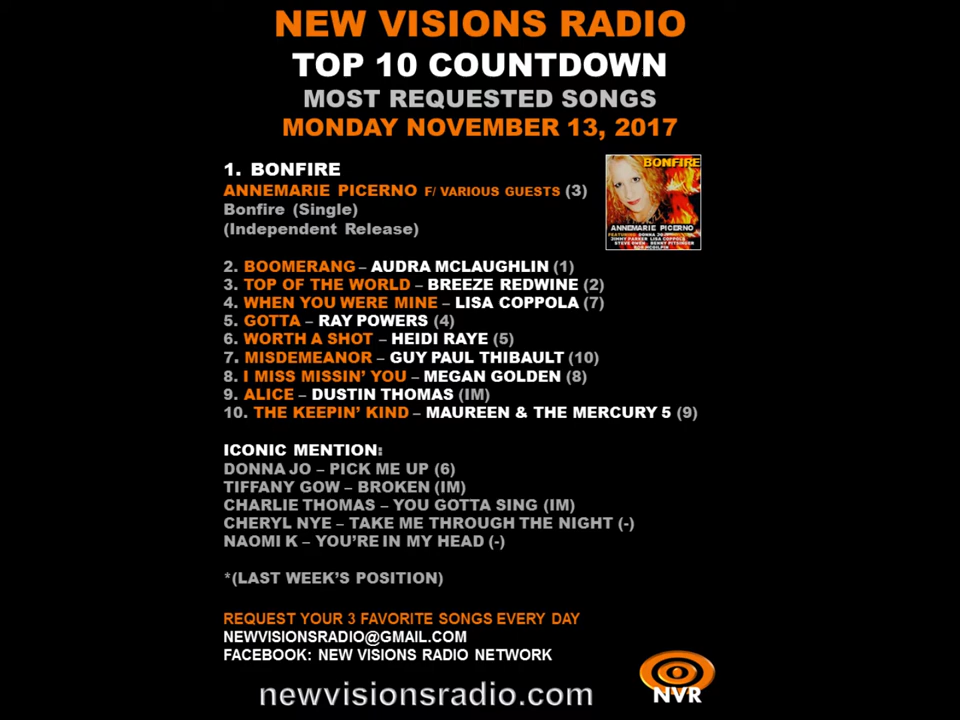 NEW VISIONS RADIO
TOP 10 COUNTDOWN
MOST REQUESTED SONGS
MONDAY NOVEMBER 13, 2017
1. BONFIRE
ANNEMARIE PICERNO F/ VARIOUS GUESTS (3)
Bonfire (Single)
(Independent Release)
BONFIRE
ANNEMARIE PICERNO
FEATURING DONNA JO
JIMMY PARKER LISA COPPOLA
2. BOOMERANG – AUDRA MCLAUGHLIN (1)
3. TOP OF THE WORLD – BREEZE REDWINE (2)
4. WHEN YOU WERE MINE – LISA COPPOLA (7)
5. GOTTA – RAY POWERS (4)
6. WORTH A SHOT – HEIDI RAYE (5)
7. MISDEMEANOR – GUY PAUL THIBAULT (10)
8. I MISS MISSIN’ YOU – MEGAN GOLDEN (8)
9. ALICE – DUSTIN THOMAS (IM)
10. THE KEEPIN’ KIND – MAUREEN & THE MERCURY 5 (9)
ICONIC MENTION:
DONNA JO – PICK ME UP (6)
TIFFANY GOW – BROKEN (IM)
CHARLIE THOMAS – YOU GOTTA SING (IM)
CHERYL NYE – TAKE ME THROUGH THE NIGHT (-)
NAOMI K – YOU’RE IN MY HEAD (-)
*(LAST WEEK’S POSITION)
REQUEST YOUR 3 FAVORITE SONGS EVERY DAY
NEWVISIONSRADIO@GMAIL.COM
FACEBOOK: NEW VISIONS RADIO NETWORK
newvisionsradio.com
NVR